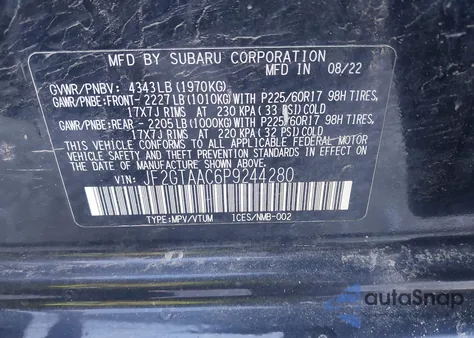 MFD BY SUBARU CORPORATION
IN 08/22
GVWR/PNBV: 4343LB (1970KG)
GAWR/PNBE: FRONT- 2227LB (1010KG) WITH P225/60R17 98H TIRES,
17X7J RIMS AT 230 KPA (33 PSI) COLD
GAWR/PNBE: REAR -2205LB (1000KG) WITH P225/60R17 98H TIRES,
17X7J RIMS AT 220 KPA (32 PSI) COLD
THIS VEHICLE CONFORMS TO ALL APPLICABLE FEDERAL MOTOR
VEHICLE SAFETY AND BUMPER STANDARDS IN EFFECT ON
THE DATE OF MANUFACTURE SHOWN ABOVE.
VIN: JF2GTAAC6P9244280
TYPE:MPV/VTUM ICES/NMB-002
autoSnap